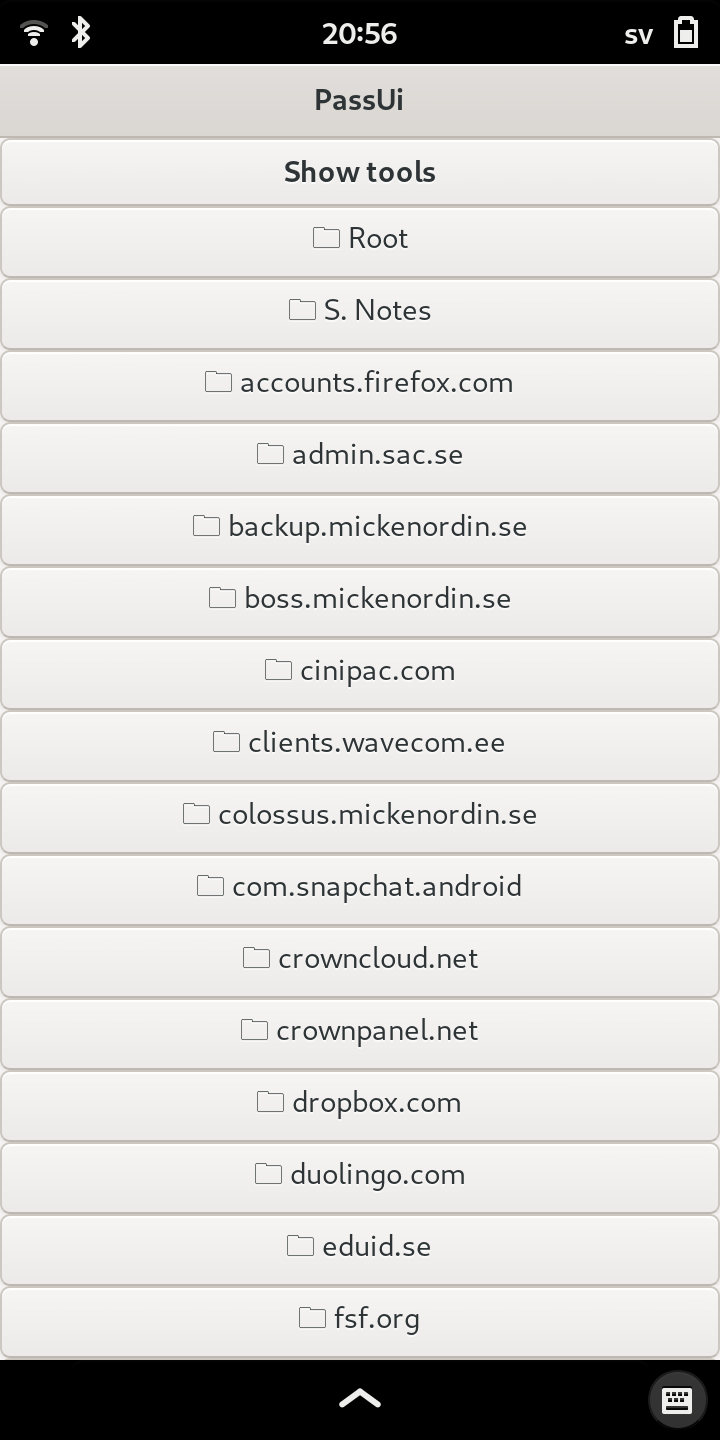 20:56
sv
PassUi
Show tools
Root
S. Notes
accounts.firefox.com
admin.sac.se
backup.mickenordin.se
boss.mickenordin.se
cinipac.com
clients.wavecom.ee
colossus.mickenordin.se
com.snapchat.android
crowncloud.net
crownpanel.net
dropbox.com
duolingo.com
eduid.se
fsf.org